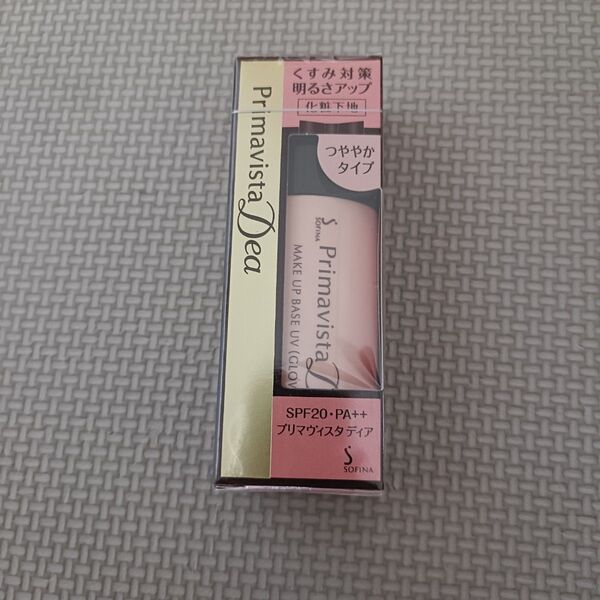 Primavista Dea
くすみ対策
明るさアップ
化粧下地
つややか
タイプ
SOFINA
Primavista D
MAKE UP BASE UV (GLOW
SPF20・PA++
プリマヴィスタ ディア
SOFINA